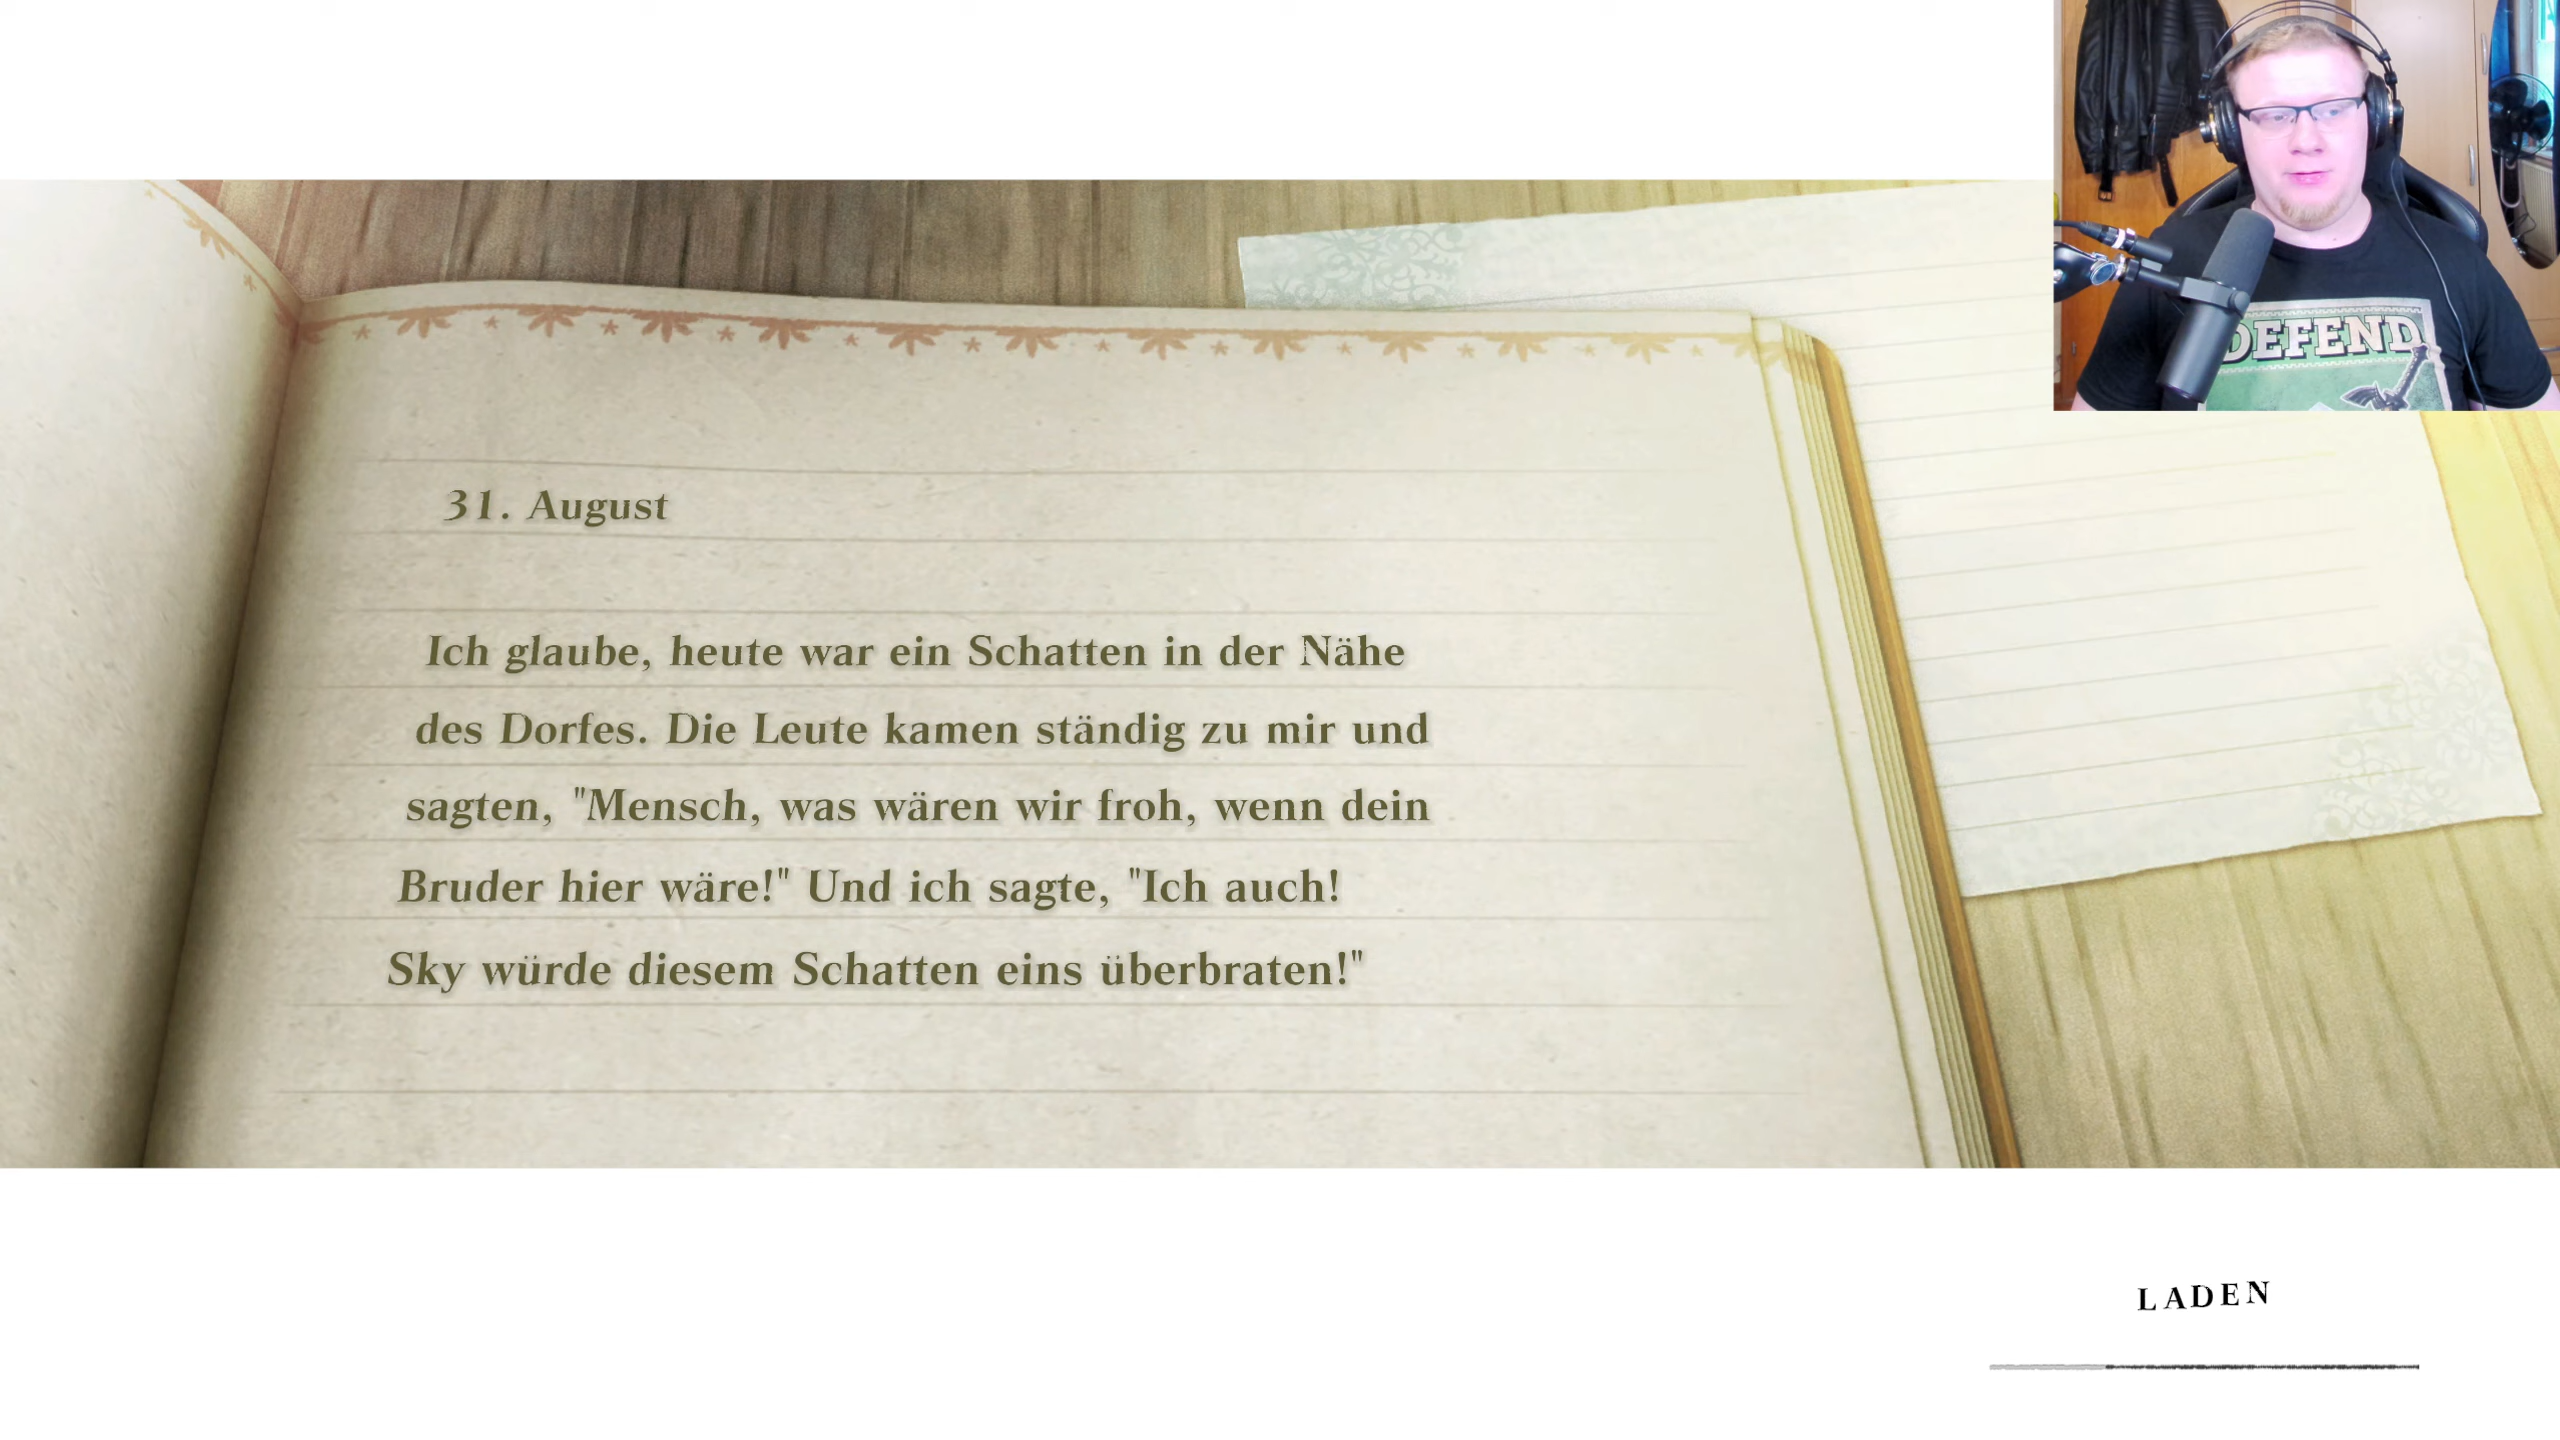 DEFEND
31. August
Ich glaube, heute war ein Schatten in der Nähe
des Dorfes. Die Leute kamen ständig zu mir und
sagten, "Mensch, was wären wir froh, wenn dein
Bruder hier wäre!" Und ich sagte, "Ich auch!
Sky würde diesem Schatten eins überbraten!"
LADEN